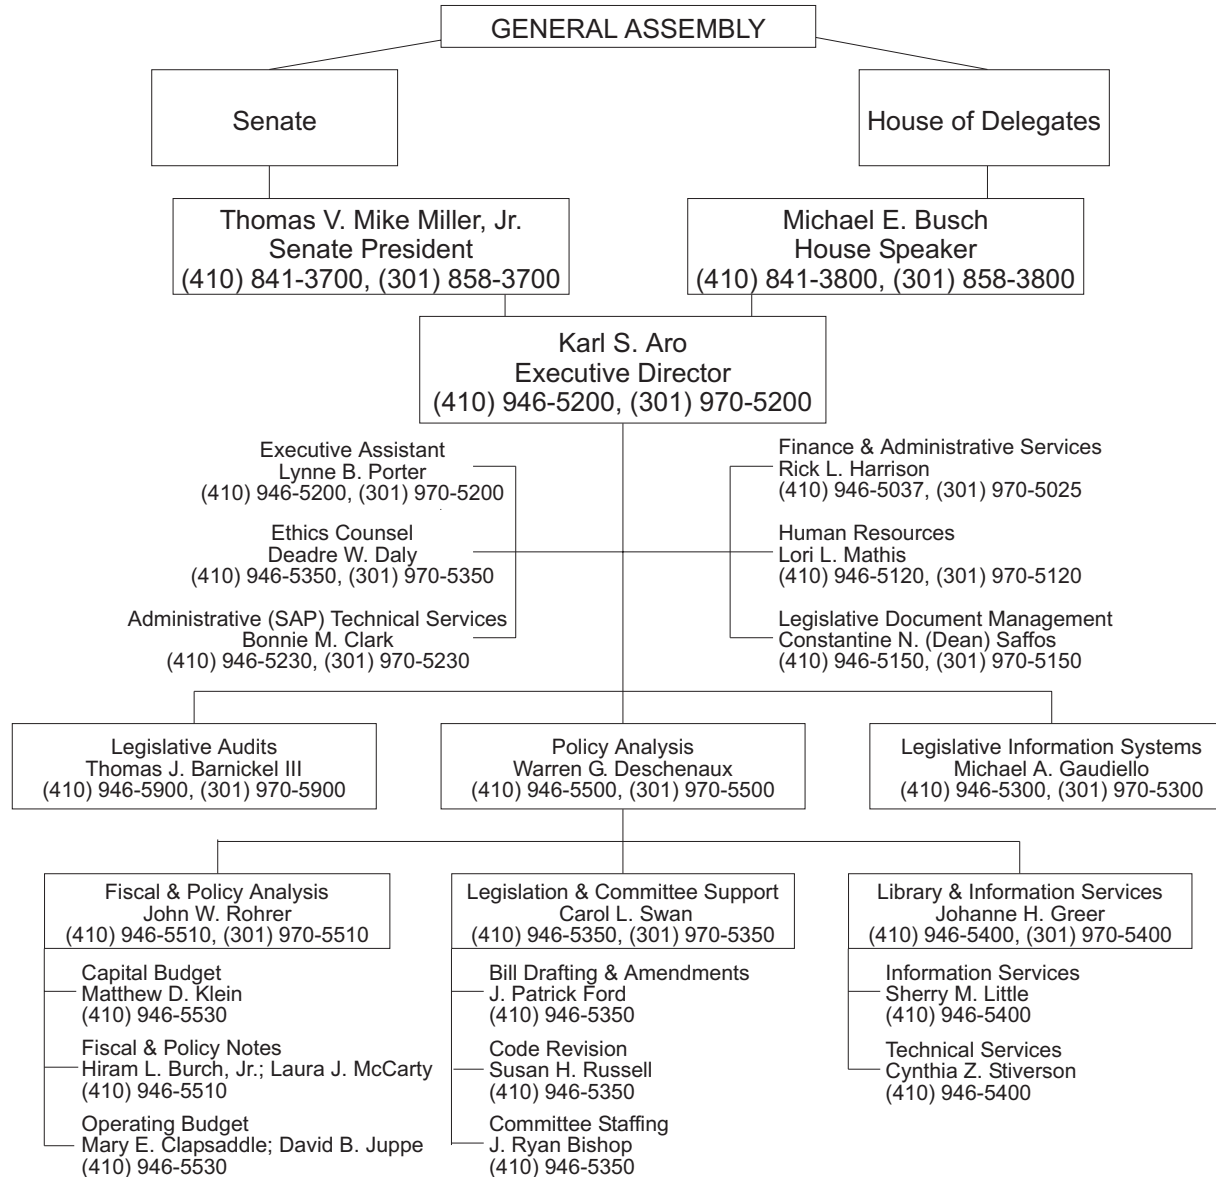 GENERAL ASSEMBLY
Senate
House of Delegates
Thomas V. Mike Miller, Jr.
Senate President
(410) 841-3700, (301) 858-3700
Michael E. Busch
House Speaker
(410) 841-3800, (301) 858-3800
Karl S. Aro
Executive Director
(410) 946-5200, (301) 970-5200
Executive Assistant
Lynne B. Porter
(410) 946-5200, (301) 970-5200
Ethics Counsel
Deadre W. Daly
(410) 946-5350, (301) 970-5350
Administrative (SAP) Technical Services
Bonnie M. Clark
(410) 946-5230, (301) 970-5230
Finance & Administrative Services
Rick L. Harrison
(410) 946-5037, (301) 970-5025
Human Resources
Lori L. Mathis
(410) 946-5120, (301) 970-5120
Legislative Document Management
Constantine N. (Dean) Saffos
(410) 946-5150, (301) 970-5150
Legislative Audits
Thomas J. Barnickel III
(410) 946-5900, (301) 970-5900
Policy Analysis
Warren G. Deschenaux
(410) 946-5500, (301) 970-5500
Legislative Information Systems
Michael A. Gaudiello
(410) 946-5300, (301) 970-5300
Fiscal & Policy Analysis
John W. Rohrer
(410) 946-5510, (301) 970-5510
Capital Budget
Matthew D. Klein
(410) 946-5530
Fiscal & Policy Notes
Hiram L. Burch, Jr.; Laura J. McCarty
(410) 946-5510
Operating Budget
Mary E. Clapsaddle; David B. Juppe
(410) 946-5530
Legislation & Committee Support
Carol L. Swan
(410) 946-5350, (301) 970-5350
Bill Drafting & Amendments
J. Patrick Ford
(410) 946-5350
Code Revision
Susan H. Russell
(410) 946-5350
Committee Staffing
J. Ryan Bishop
(410) 946-5350
Library & Information Services
Johanne H. Greer
(410) 946-5400, (301) 970-5400
Information Services
Sherry M. Little
(410) 946-5400
Technical Services
Cynthia Z. Stiverson
(410) 946-5400